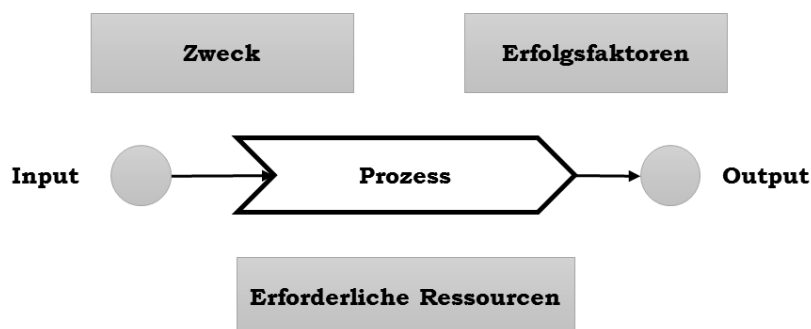 Zweck
Erfolgsfaktoren
Input
Prozess
Output
Erforderliche Ressourcen